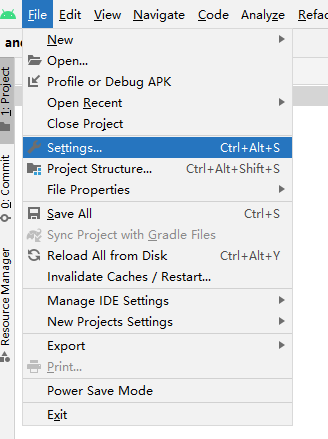 File Edit View Navigate Code Analyze
an
New
Open...
Profile or Debug APK
Open Recent
Close Project
Settings... Ctrl+Alt+S
Project Structure... Ctrl+Alt+Shift+S
File Properties
Save All Ctrl+S
Sync Project with Gradle Files
Reload All from Disk Ctrl+Alt+Y
Invalidate Caches / Restart...
Manage IDE Settings
New Projects Settings
Export
Print...
Power Save Mode
Exit
1: Project
0: Commit
Resource Manager